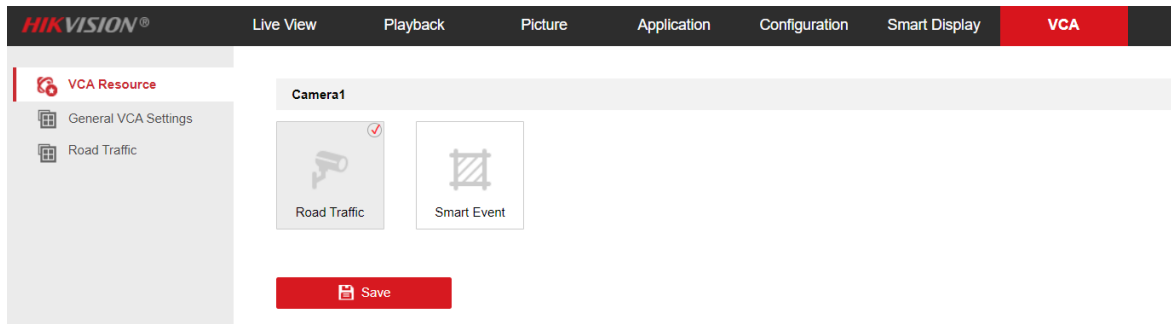 HIKVISION® Live View Playback Picture Application Configuration Smart Display VCA
VCA Resource
General VCA Settings
Road Traffic
Camera1
Road Traffic Smart Event
Save